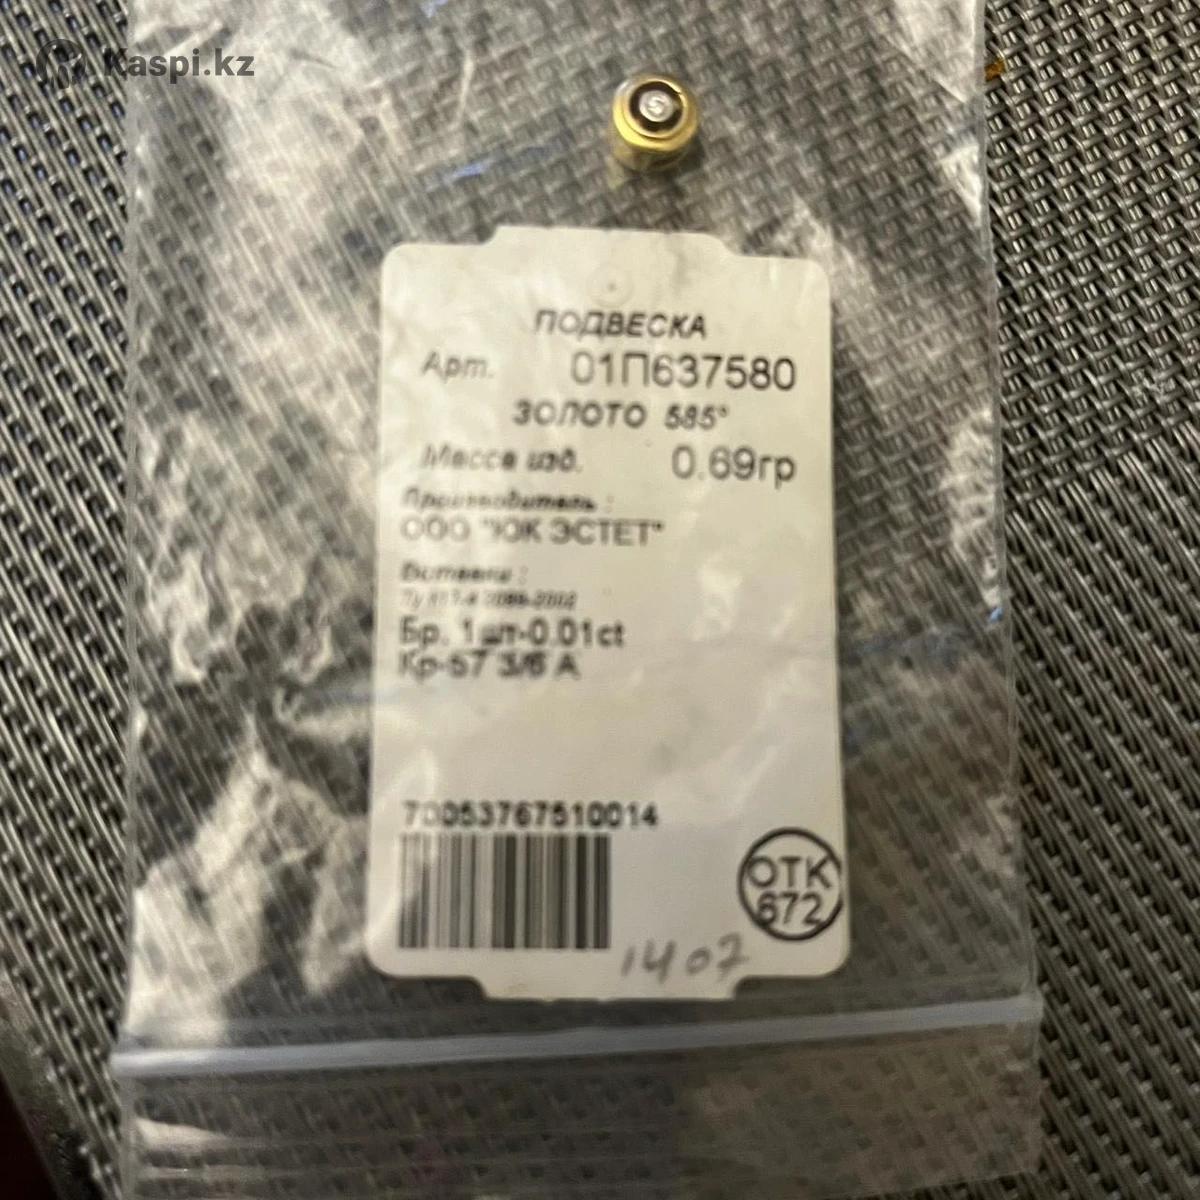 Kaspi.kz
ПОДВЕСКА
Арт. 01П637580
ЗОЛОТО 585°
Масса изд. 0.69гр
Производитель :
ООО "ЮК ЭСТЕТ"
Вставки :
Бр. 1шт-0.01ct
Кр-57 3/6 А
70053767510014
ОТК
672
1407